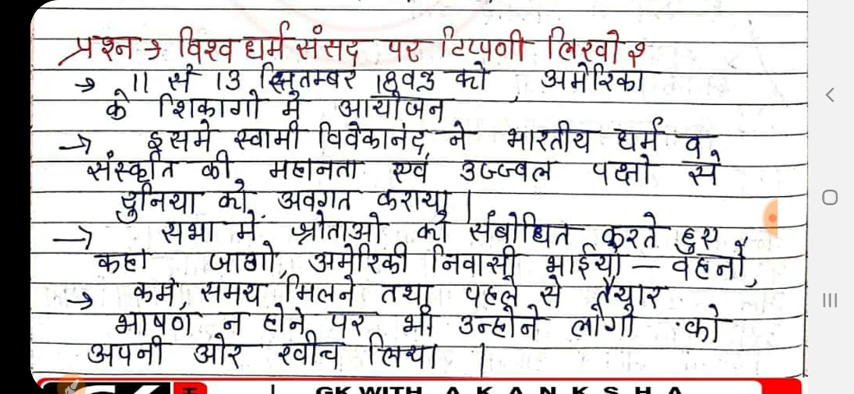 प्रश्न → विश्व धर्म संसद पर टिप्पणी लिखो ?
→ 11 से 13 सितम्बर 1893 को, अमेरिका
के शिकागो में आयोजन
→ इसमे स्वामी विवेकानंद ने भारतीय धर्म व
संस्कृति की महानता एवं उज्ज्वल पक्षो से
दुनिया को अवगत कराया |
→ सभा में श्रोताओ को संबोधित करते हुए
कहा जागो, अमेरिकी निवासी भाईयो – वहनो,
→ कम समय मिलने तथा पहले से तैयार
भाषण न होने पर भी उन्होने लोगो को
अपनी ओर खीच लिया |
GK WITH AKANKSHA